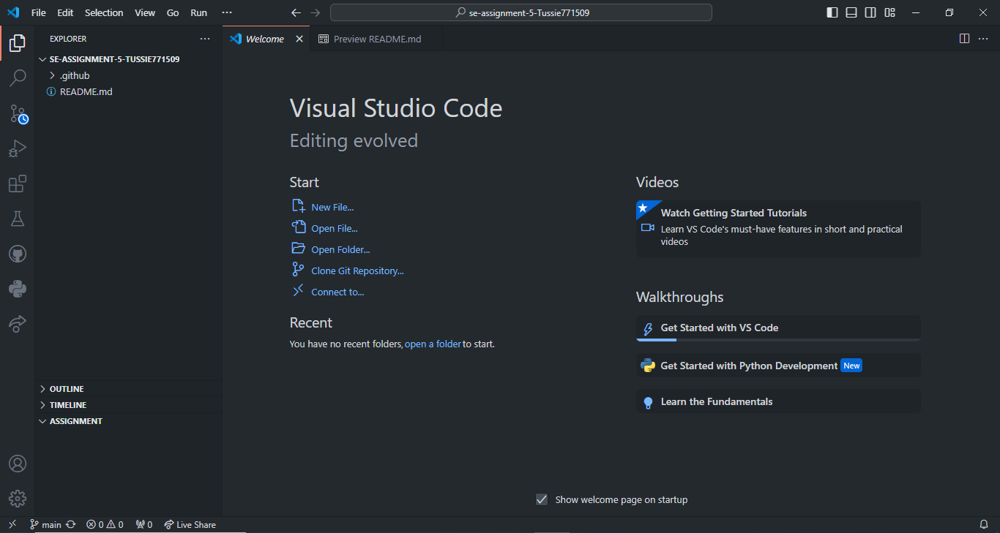 File Edit Selection View Go Run ···
se-assignment-5-Tussie771509
EXPLORER ···
Welcome
Preview README.md
SE-ASSIGNMENT-5-TUSSIE771509
.github
README.md
OUTLINE
TIMELINE
ASSIGNMENT
Visual Studio Code
Editing evolved
Start
New File...
Open File...
Open Folder...
Clone Git Repository...
Connect to...
Recent
You have no recent folders, open a folder to start.
Videos
Watch Getting Started Tutorials
Learn VS Code's must-have features in short and practical
videos
Walkthroughs
Get Started with VS Code
Get Started with Python Development New
Learn the Fundamentals
Show welcome page on startup
main 0 0 0 Live Share